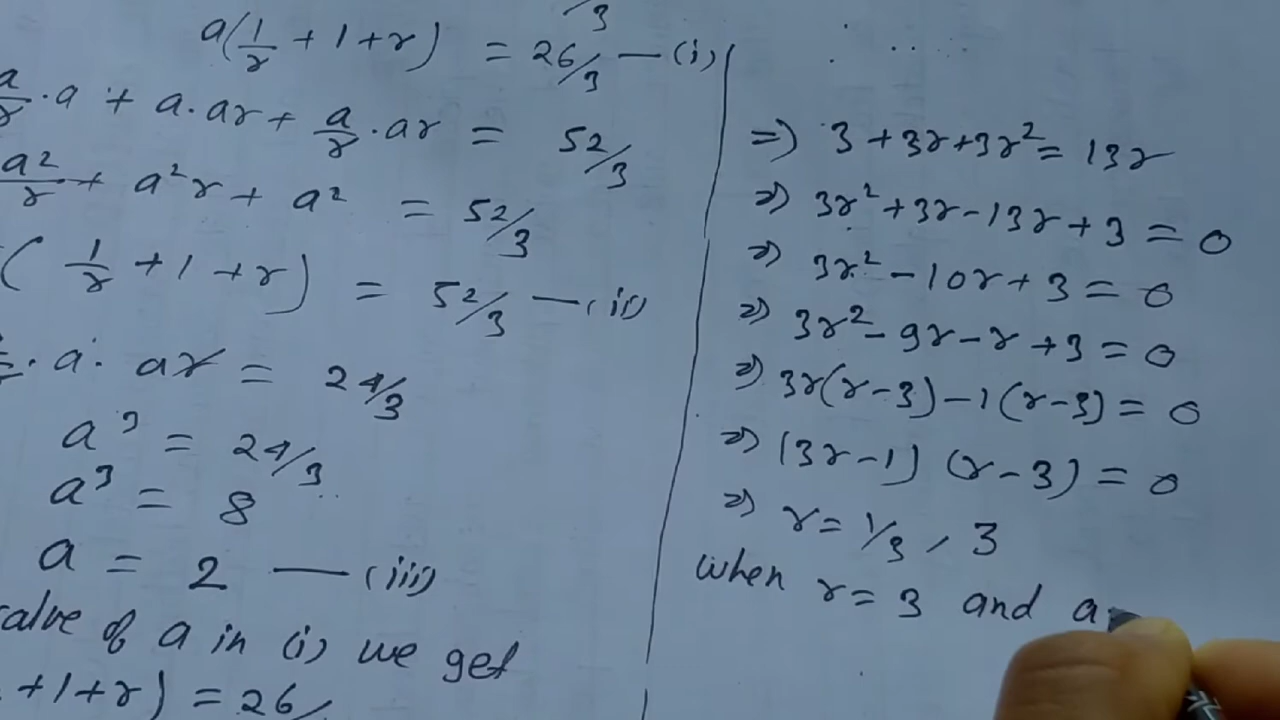 3
a(1/r + 1 + r) = 26/3 — (i)
a/r . a + a . ar + a/r . ar = 52/3
a²/r + a²r + a² = 52/3
( 1/r + 1 + r) = 52/3 — (ii)
. a . ar = 24/3
a³ = 24/3
a³ = 8
a = 2 — (iii)
of a in (i) we get
+ 1 + r) = 26/
=> 3 + 3r + 3r² = 13r
=> 3r² + 3r - 13r + 3 = 0
=> 3r² - 10r + 3 = 0
=> 3r² - 9r - r + 3 = 0
=> 3r(r - 3) - 1(r - 3) = 0
=> (3r - 1) (r - 3) = 0
=> r = 1/3, 3
when r = 3 and a